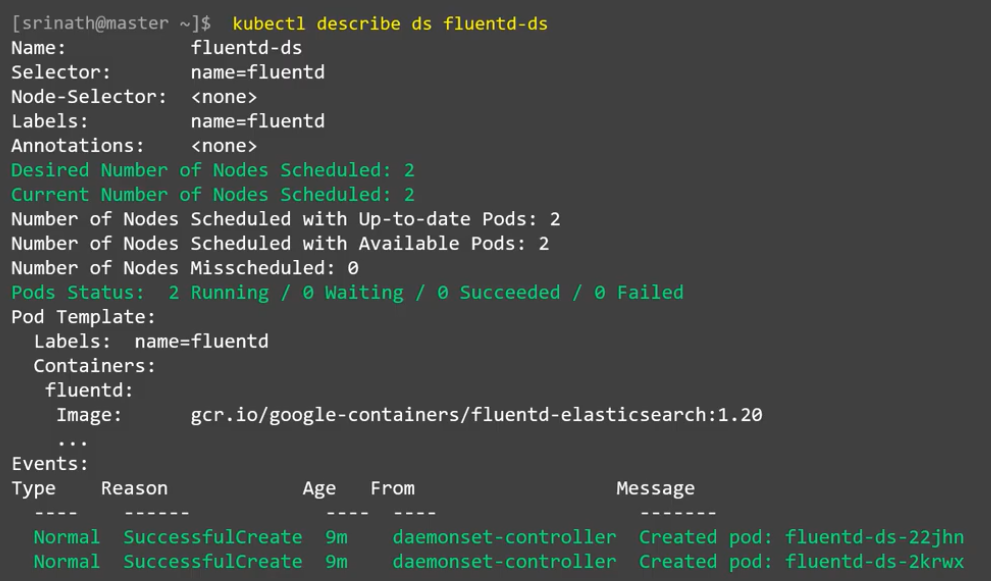 [srinath@master ~]$ kubectl describe ds fluentd-ds
Name: fluentd-ds
Selector: name=fluentd
Node-Selector: <none>
Labels: name=fluentd
Annotations: <none>
Desired Number of Nodes Scheduled: 2
Current Number of Nodes Scheduled: 2
Number of Nodes Scheduled with Up-to-date Pods: 2
Number of Nodes Scheduled with Available Pods: 2
Number of Nodes Misscheduled: 0
Pods Status: 2 Running / 0 Waiting / 0 Succeeded / 0 Failed
Pod Template:
Labels: name=fluentd
Containers:
fluentd:
Image: gcr.io/google-containers/fluentd-elasticsearch:1.20
...
Events:
Type Reason Age From Message
---- ------ ---- ---- -------
Normal SuccessfulCreate 9m daemonset-controller Created pod: fluentd-ds-22jhn
Normal SuccessfulCreate 9m daemonset-controller Created pod: fluentd-ds-2krwx